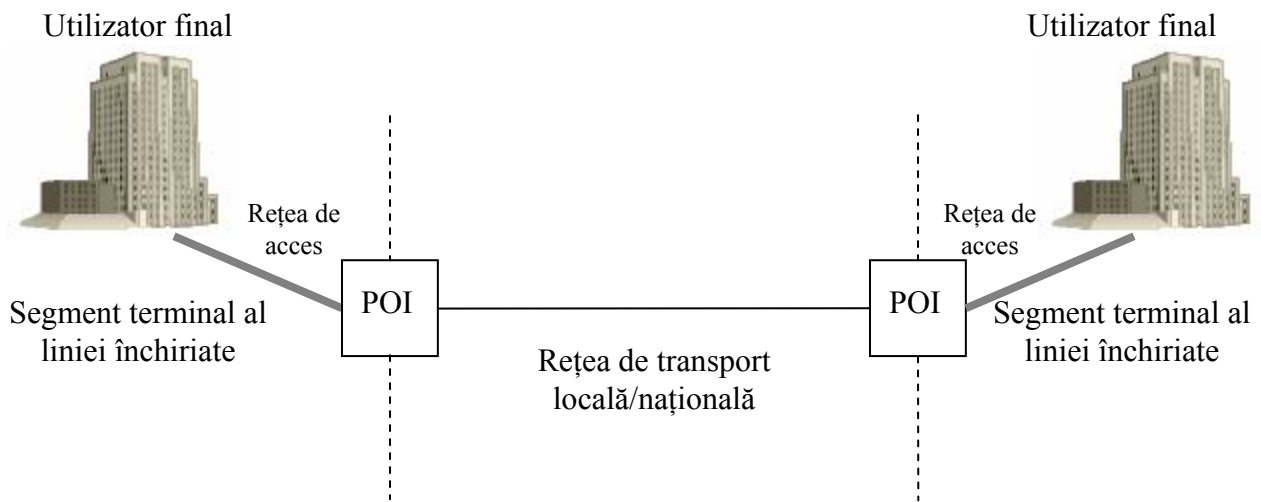 Utilizator final
Utilizator final
Rețea de
acces
Rețea de
acces
POI
POI
Segment terminal al
liniei închiriate
Segment terminal al
liniei închiriate
Rețea de transport
locală/națională